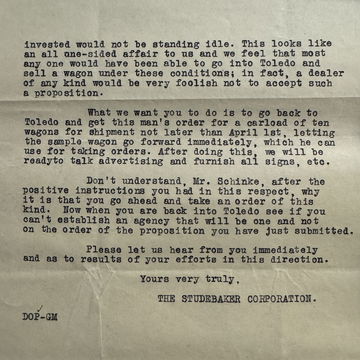 invested would not be standing idle. This looks like
an all one-sided affair to us and we feel that most
any one would have been able to go into Toledo and
sell a wagon under these conditions; in fact, a dealer
of any kind would be very foolish not to accept such
a proposition.
What we want you to do is to go back to
Toledo and get this man's order for a carload of ten
wagons for shipment not later than April 1st, letting
the sample wagon go forward immediately, which he can
use for taking orders. After doing this, we will be
readyto talk advertising and furnish all signs, etc.
Don't understand, Mr. Schinke, after the
positive instructions you had in this respect, why
it is that you go ahead and take an order of this
kind. Now when you are back into Toledo see if you
can't establish an agency that will be one and not
on the order of the proposition you have just submitted.
Please let us hear from you immediately
and as to results of your efforts in this direction.
Yours very truly,
THE STUDEBAKER CORPORATION.
DOP-GM